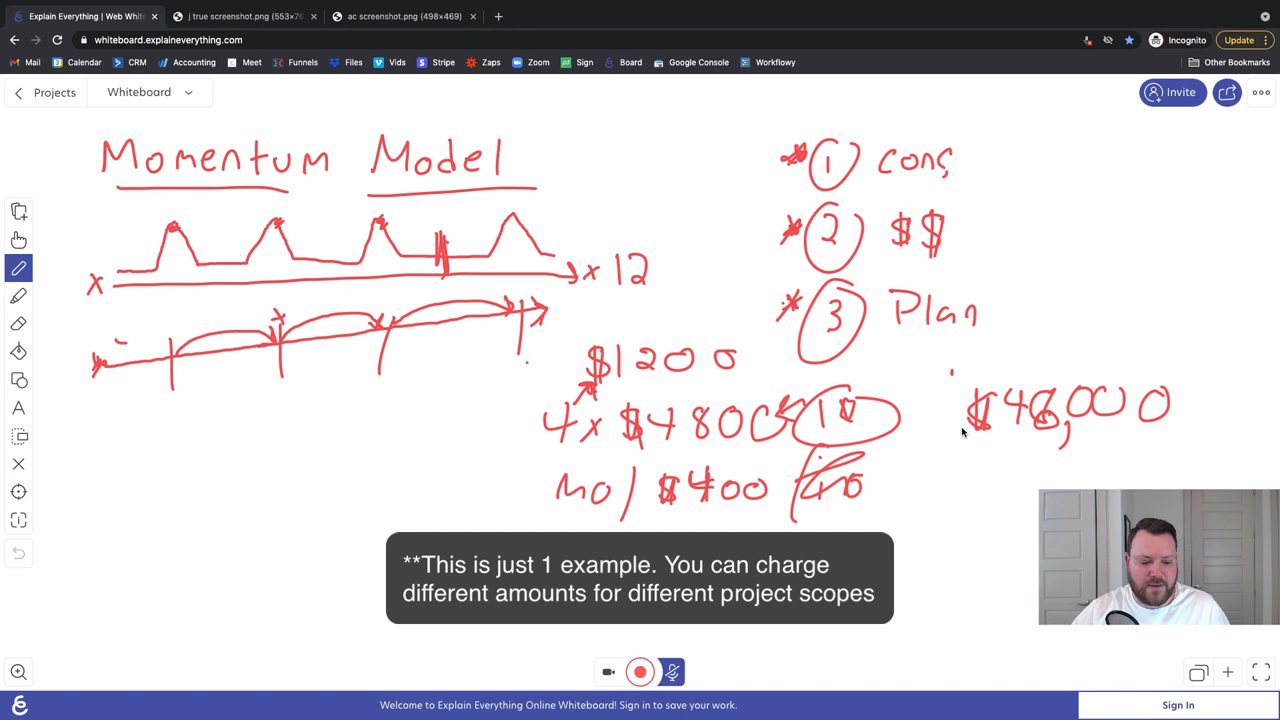 Explain Everything | Web White
j true screenshot.png (553×76
ac screenshot.png (498×469)
whiteboard.explaineverything.com
Incognito
Update
Mail
Calendar
CRM
Accounting
Meet
Funnels
Files
Vids
Stripe
Zaps
Zoom
Sign
Board
Google Console
Workflowy
Other Bookmarks
Projects
Whiteboard
Invite
Momentum Model
x 12
1 cons
2 $$
3 Plan
$1200
4x $4800
10
$48,000
mo/ $400
**This is just 1 example. You can charge
different amounts for different project scopes
Welcome to Explain Everything Online Whiteboard! Sign in to save your work.
Sign In